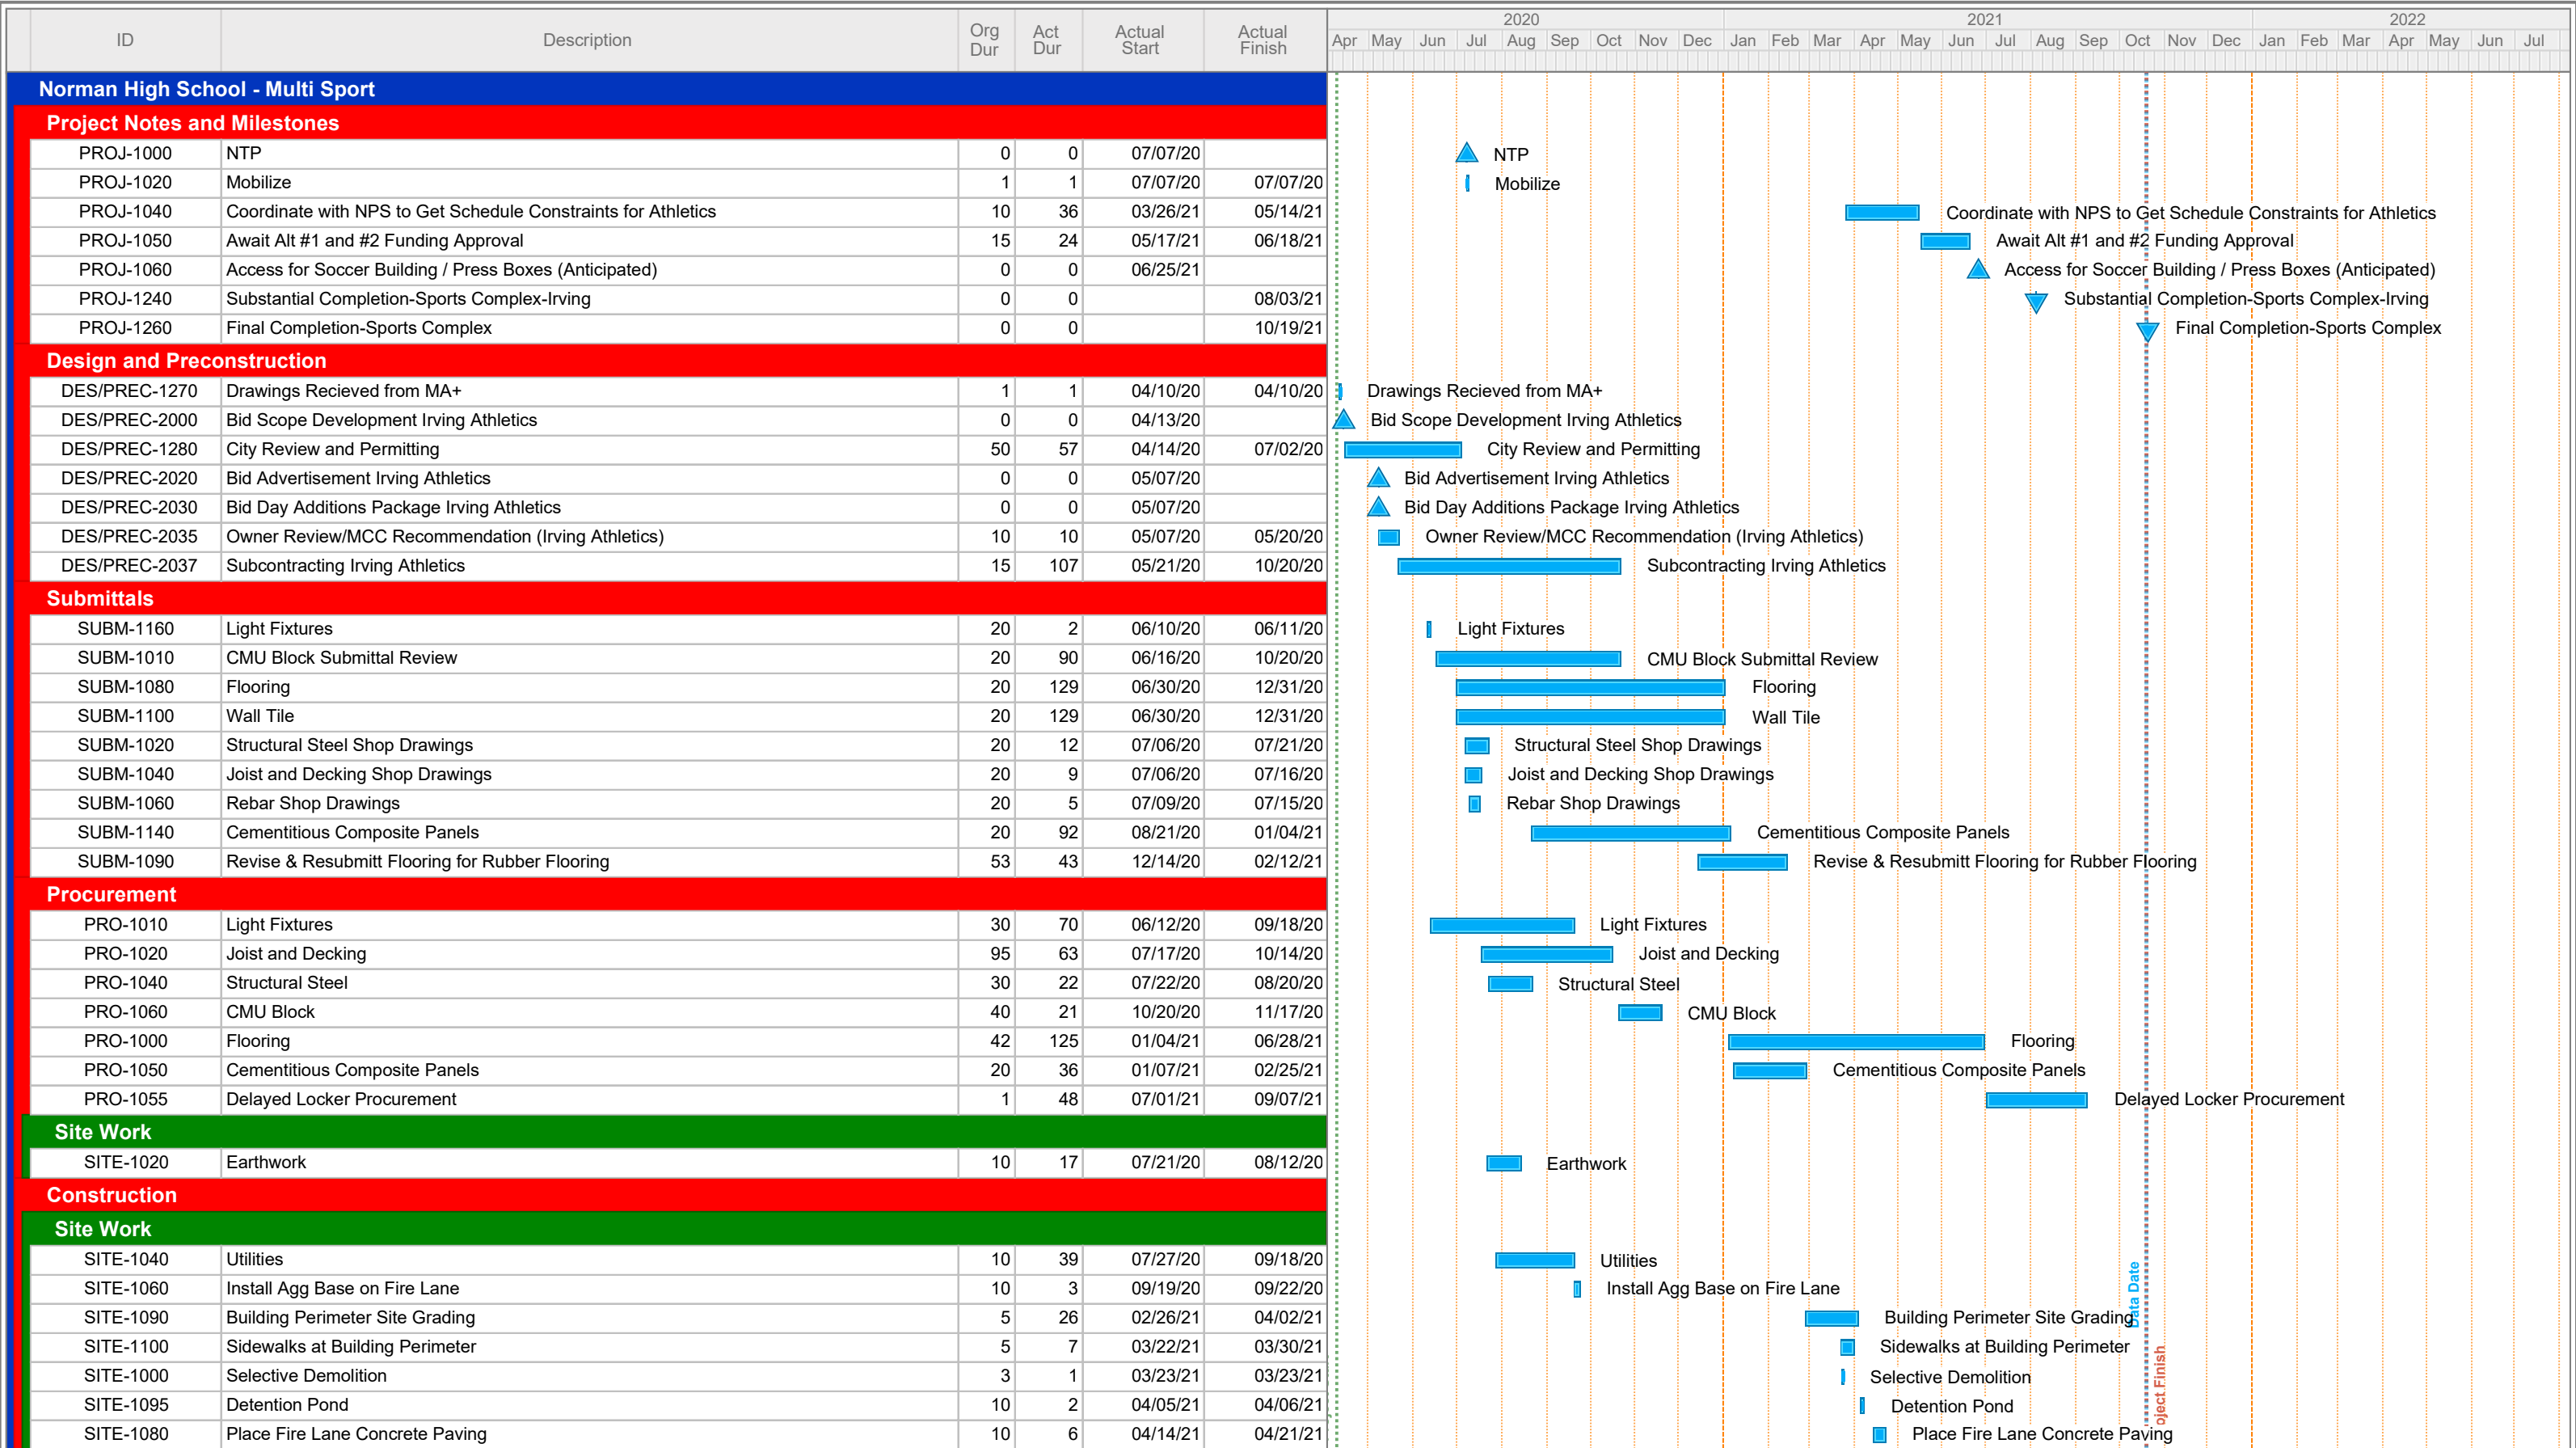 ID Description Org Dur Act Dur Actual Start Actual Finish 2020 2021 2022
Apr May Jun Jul Aug Sep Oct Nov Dec Jan Feb Mar Apr May Jun Jul Aug Sep Oct Nov Dec Jan Feb Mar Apr May Jun Jul
Norman High School - Multi Sport
Project Notes and Milestones
PROJ-1000 NTP 0 0 07/07/20 NTP
PROJ-1020 Mobilize 1 1 07/07/20 07/07/20 Mobilize
PROJ-1040 Coordinate with NPS to Get Schedule Constraints for Athletics 10 36 03/26/21 05/14/21 Coordinate with NPS to Get Schedule Constraints for Athletics
PROJ-1050 Await Alt #1 and #2 Funding Approval 15 24 05/17/21 06/18/21 Await Alt #1 and #2 Funding Approval
PROJ-1060 Access for Soccer Building / Press Boxes (Anticipated) 0 0 06/25/21 Access for Soccer Building / Press Boxes (Anticipated)
PROJ-1240 Substantial Completion-Sports Complex-Irving 0 0 08/03/21 Substantial Completion-Sports Complex-Irving
PROJ-1260 Final Completion-Sports Complex 0 0 10/19/21 Final Completion-Sports Complex
Design and Preconstruction
DES/PREC-1270 Drawings Recieved from MA+ 1 1 04/10/20 04/10/20 Drawings Recieved from MA+
DES/PREC-2000 Bid Scope Development Irving Athletics 0 0 04/13/20 Bid Scope Development Irving Athletics
DES/PREC-1280 City Review and Permitting 50 57 04/14/20 07/02/20 City Review and Permitting
DES/PREC-2020 Bid Advertisement Irving Athletics 0 0 05/07/20 Bid Advertisement Irving Athletics
DES/PREC-2030 Bid Day Additions Package Irving Athletics 0 0 05/07/20 Bid Day Additions Package Irving Athletics
DES/PREC-2035 Owner Review/MCC Recommendation (Irving Athletics) 10 10 05/07/20 05/20/20 Owner Review/MCC Recommendation (Irving Athletics)
DES/PREC-2037 Subcontracting Irving Athletics 15 107 05/21/20 10/20/20 Subcontracting Irving Athletics
Submittals
SUBM-1160 Light Fixtures 20 2 06/10/20 06/11/20 Light Fixtures
SUBM-1010 CMU Block Submittal Review 20 90 06/16/20 10/20/20 CMU Block Submittal Review
SUBM-1080 Flooring 20 129 06/30/20 12/31/20 Flooring
SUBM-1100 Wall Tile 20 129 06/30/20 12/31/20 Wall Tile
SUBM-1020 Structural Steel Shop Drawings 20 12 07/06/20 07/21/20 Structural Steel Shop Drawings
SUBM-1040 Joist and Decking Shop Drawings 20 9 07/06/20 07/16/20 Joist and Decking Shop Drawings
SUBM-1060 Rebar Shop Drawings 20 5 07/09/20 07/15/20 Rebar Shop Drawings
SUBM-1140 Cementitious Composite Panels 20 92 08/21/20 01/04/21 Cementitious Composite Panels
SUBM-1090 Revise & Resubmitt Flooring for Rubber Flooring 53 43 12/14/20 02/12/21 Revise & Resubmitt Flooring for Rubber Flooring
Procurement
PRO-1010 Light Fixtures 30 70 06/12/20 09/18/20 Light Fixtures
PRO-1020 Joist and Decking 95 63 07/17/20 10/14/20 Joist and Decking
PRO-1040 Structural Steel 30 22 07/22/20 08/20/20 Structural Steel
PRO-1060 CMU Block 40 21 10/20/20 11/17/20 CMU Block
PRO-1000 Flooring 42 125 01/04/21 06/28/21 Flooring
PRO-1050 Cementitious Composite Panels 20 36 01/07/21 02/25/21 Cementitious Composite Panels
PRO-1055 Delayed Locker Procurement 1 48 07/01/21 09/07/21 Delayed Locker Procurement
Site Work
SITE-1020 Earthwork 10 17 07/21/20 08/12/20 Earthwork
Construction
Site Work
SITE-1040 Utilities 10 39 07/27/20 09/18/20 Utilities
SITE-1060 Install Agg Base on Fire Lane 10 3 09/19/20 09/22/20 Install Agg Base on Fire Lane
SITE-1090 Building Perimeter Site Grading 5 26 02/26/21 04/02/21 Building Perimeter Site Grading
SITE-1100 Sidewalks at Building Perimeter 5 7 03/22/21 03/30/21 Sidewalks at Building Perimeter
SITE-1000 Selective Demolition 3 1 03/23/21 03/23/21 Selective Demolition
SITE-1095 Detention Pond 10 2 04/05/21 04/06/21 Detention Pond
SITE-1080 Place Fire Lane Concrete Paving 10 6 04/14/21 04/21/21 Place Fire Lane Concrete Paving
Data Date
oject Finish